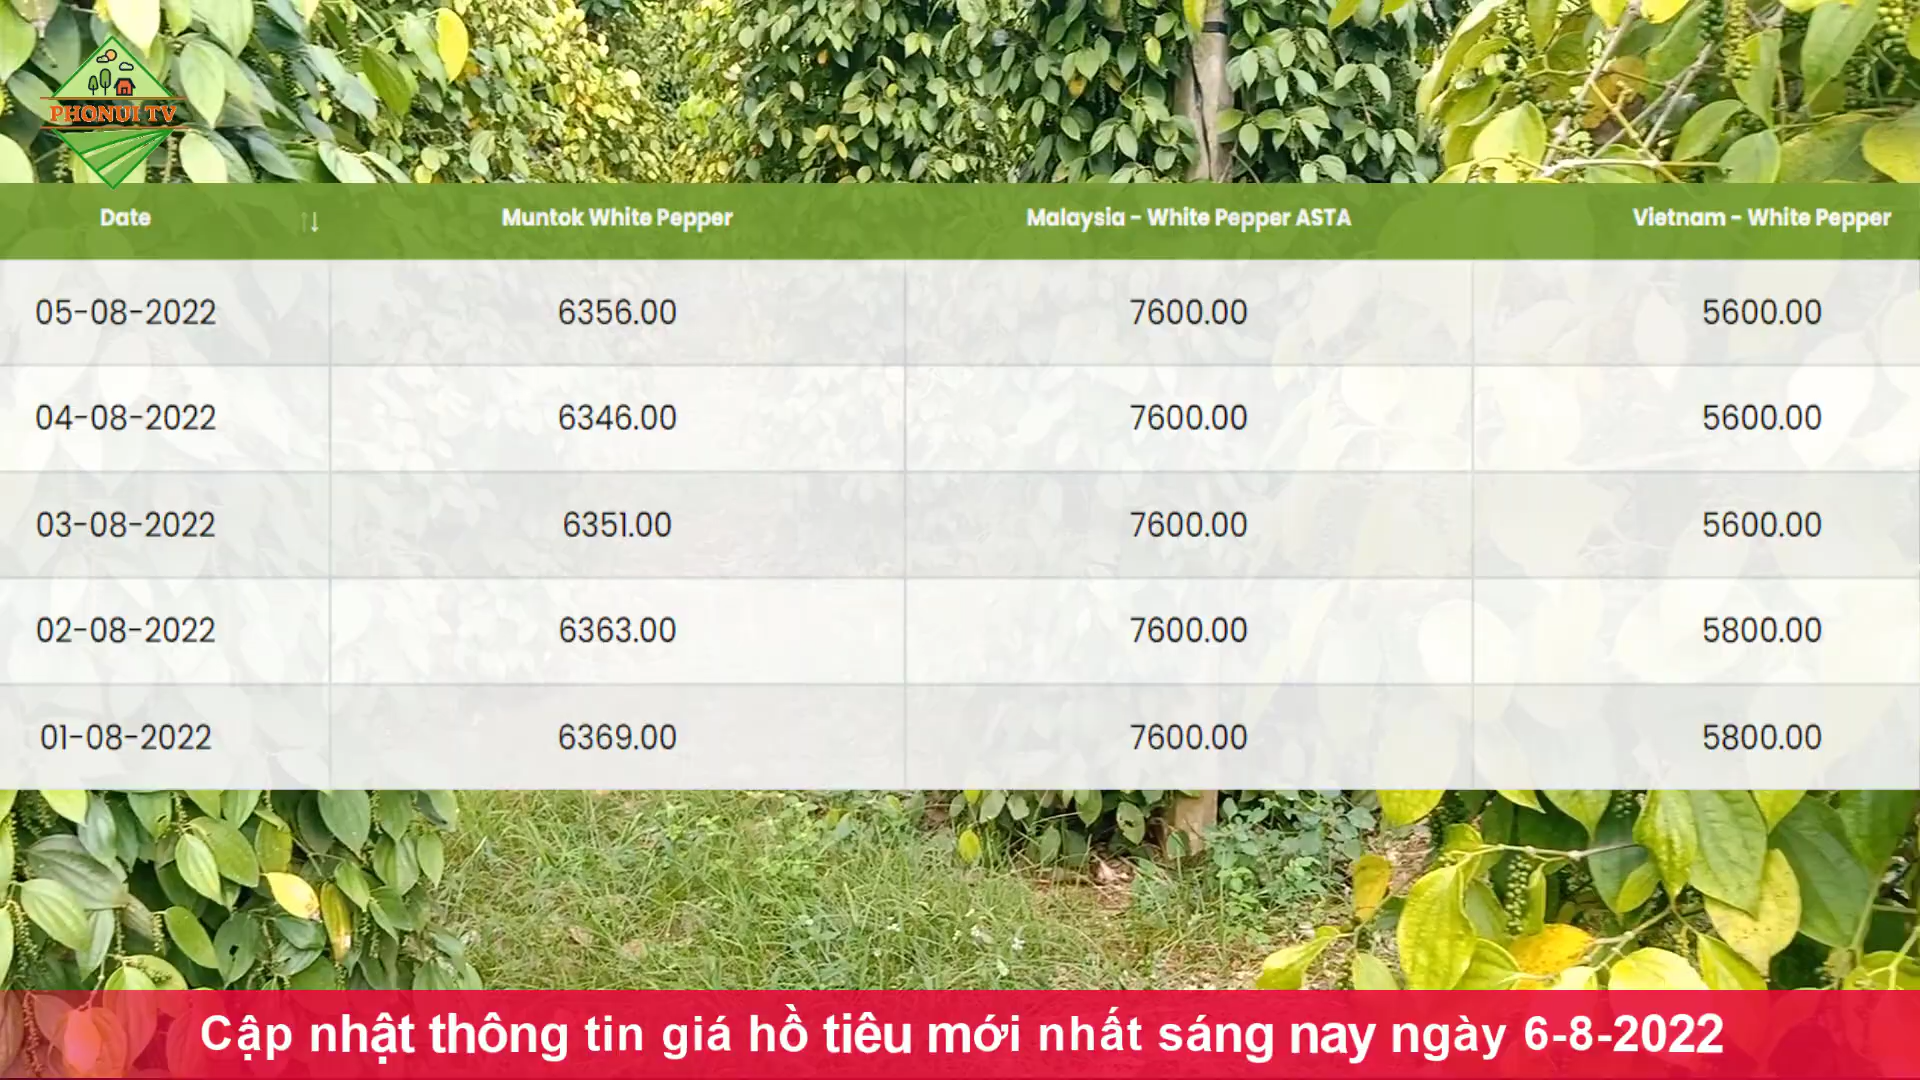 PHONUI TV
Date Muntok White Pepper Malaysia - White Pepper ASTA Vietnam - White Pepper
05-08-2022 6356.00 7600.00 5600.00
04-08-2022 6346.00 7600.00 5600.00
03-08-2022 6351.00 7600.00 5600.00
02-08-2022 6363.00 7600.00 5800.00
01-08-2022 6369.00 7600.00 5800.00
Cập nhật thông tin giá hồ tiêu mới nhất sáng nay ngày 6-8-2022